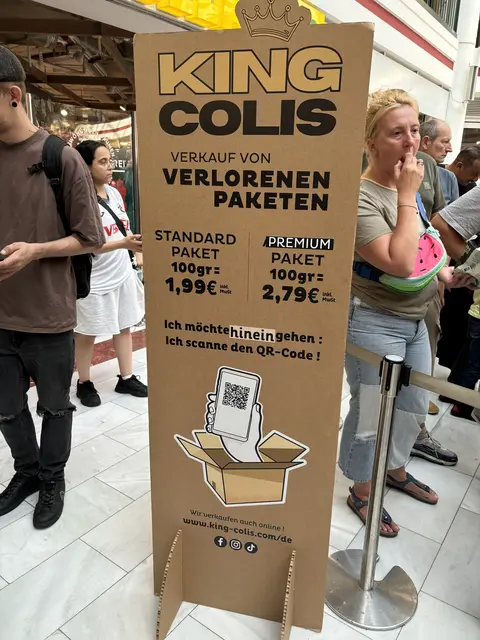 KING
COLIS
VERKAUF VON
VERLORENEN
PAKETEN
STANDARD
PAKET
100gr=
1,99€ inkl. MwSt
PREMIUM
PAKET
100gr=
2,79€ inkl. MwSt
Ich möchte hinein gehen :
Ich scanne den QR-Code !
Wir verkaufen auch online !
www.king-colis.com/de